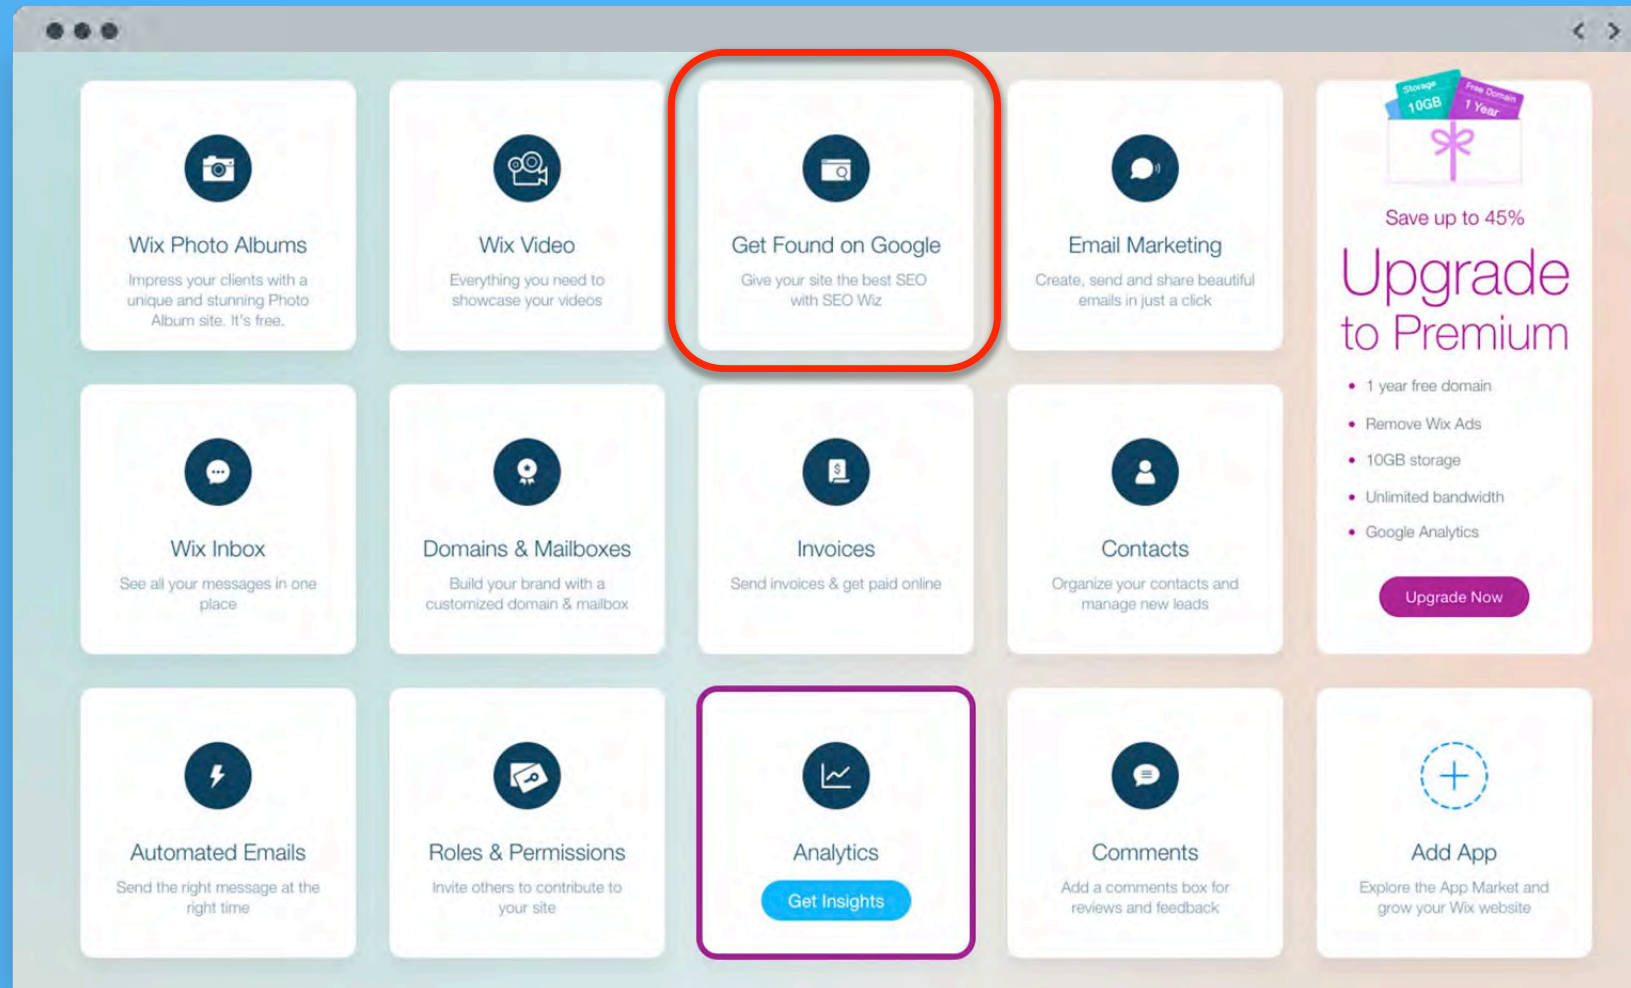 Wix Photo Albums
Impress your clients with a
unique and stunning Photo
Album site. It's free.
Wix Video
Everything you need to
showcase your videos
Get Found on Google
Give your site the best SEO
with SEO Wiz
Email Marketing
Create, send and share beautiful
emails in just a click
Storage
10GB
Free Domain
1 Year
Save up to 45%
Upgrade
to Premium
• 1 year free domain
• Remove Wix Ads
• 10GB storage
• Unlimited bandwidth
• Google Analytics
Upgrade Now
Wix Inbox
See all your messages in one
place
Domains & Mailboxes
Build your brand with a
customized domain & mailbox
Invoices
Send invoices & get paid online
Contacts
Organize your contacts and
manage new leads
Automated Emails
Send the right message at the
right time
Roles & Permissions
Invite others to contribute to
your site
Analytics
Get Insights
Comments
Add a comments box for
reviews and feedback
Add App
Explore the App Market and
grow your Wix website